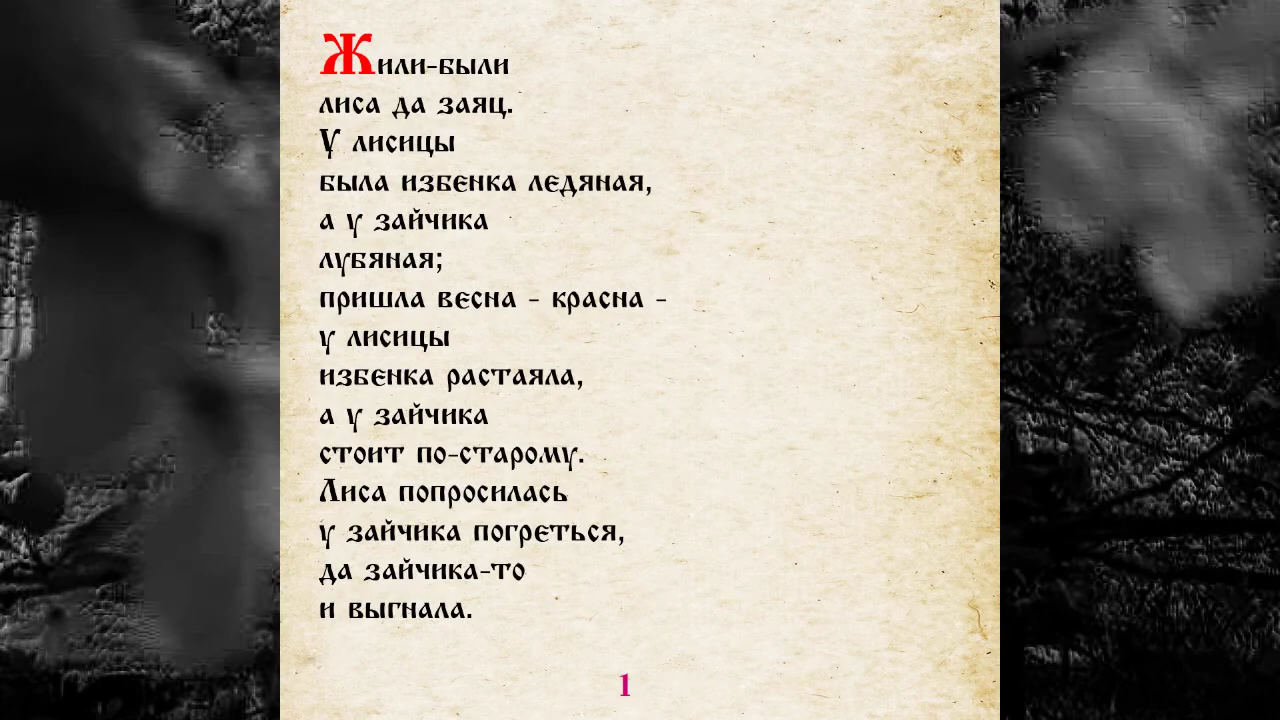 Жили-были
лиса да заяц.
У лисицы
была избенка ледяная,
а у зайчика
лубяная;
пришла весна - красна -
у лисицы
избенка растаяла,
а у зайчика
стоит по-старому.
Лиса попросилась
у зайчика погреться,
да зайчика-то
и выгнала.
1